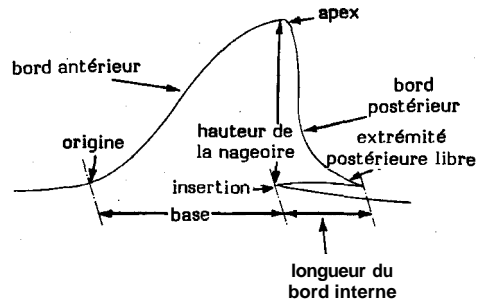 apex
bord antérieur
bord
postérieur
hauteur de
la nageoire
extrémité
postérieure libre
origine
insertion
base
longueur du
bord interne